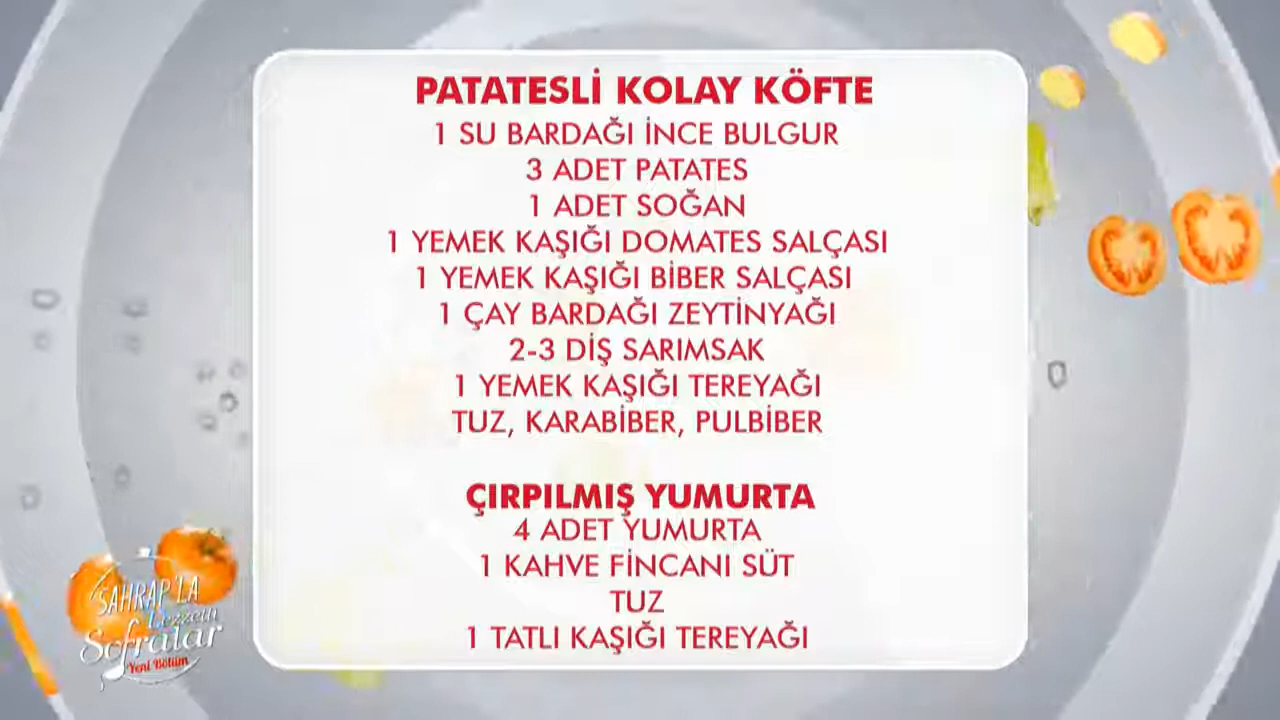 PATATESLİ KOLAY KÖFTE
1 SU BARDAĞI İNCE BULGUR
3 ADET PATATES
1 ADET SOĞAN
1 YEMEK KAŞIĞI DOMATES SALÇASI
1 YEMEK KAŞIĞI BİBER SALÇASI
1 ÇAY BARDAĞI ZEYTİNYAĞI
2-3 DİŞ SARIMSAK
1 YEMEK KAŞIĞI TEREYAĞI
TUZ, KARABİBER, PULBİBER
ÇIRPILMIŞ YUMURTA
4 ADET YUMURTA
1 KAHVE FİNCANI SÜT
TUZ
1 TATLI KAŞIĞI TEREYAĞI
SAHRAP'LA
Lezzetli
Sofralar
Yeni Bölüm